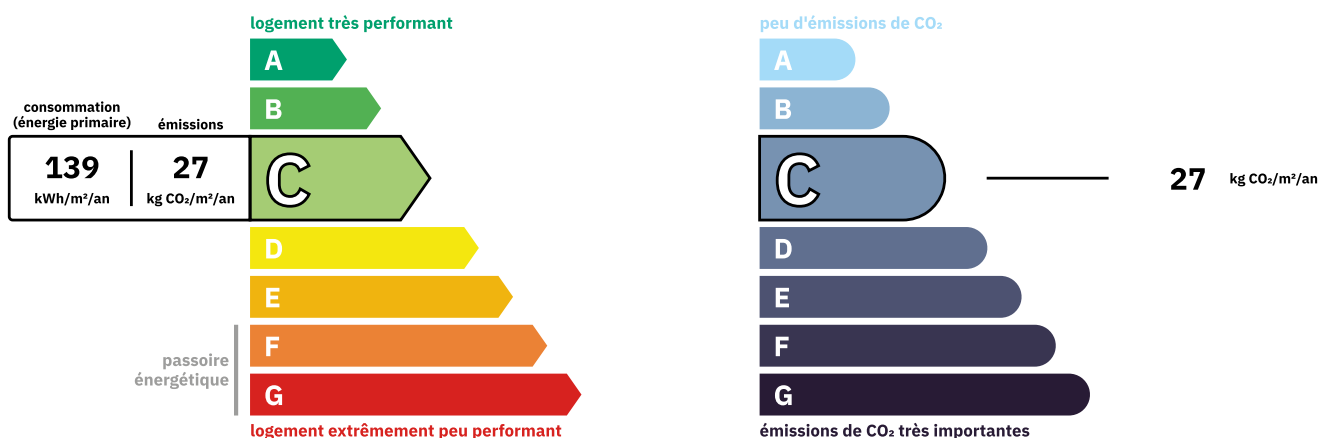 logement très performant
A
B
consommation
(énergie primaire)
émissions
139
kWh/m²/an
27
kg CO₂/m²/an
C
D
E
F
G
passoire
énergétique
logement extrêmement peu performant
peu d'émissions de CO₂
A
B
C
27
kg CO₂/m²/an
D
E
F
G
émissions de CO₂ très importantes